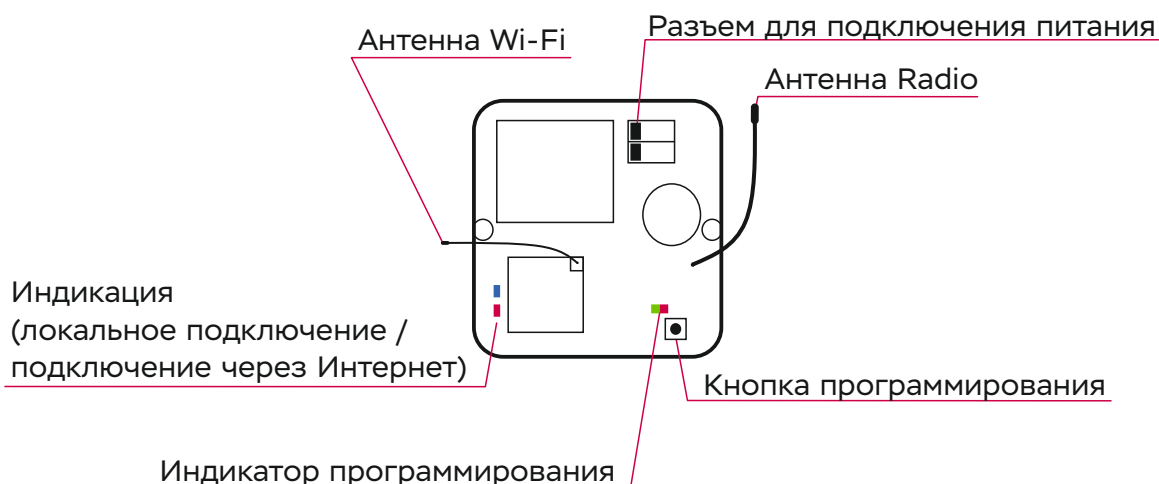 Разъем для подключения питания
Антенна Wi-Fi
Антенна Radio
Индикация
(локальное подключение /
подключение через Интернет)
Кнопка программирования
Индикатор программирования